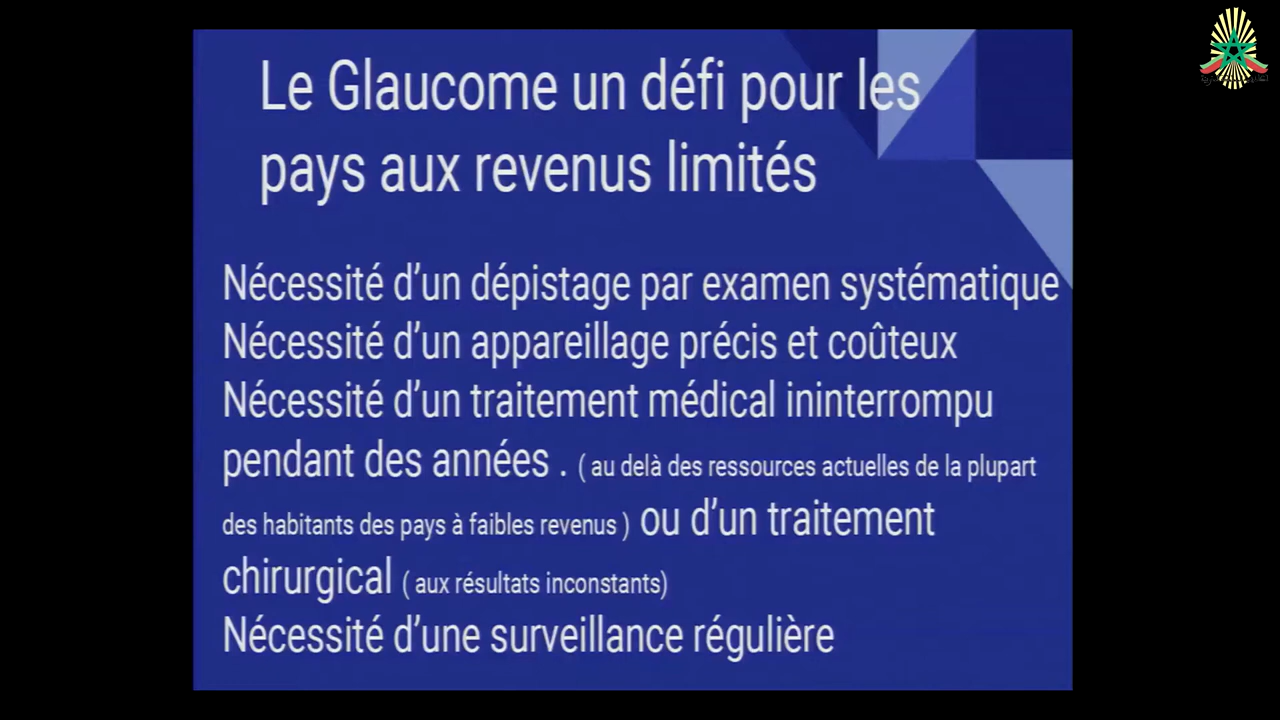 Le Glaucome un défi pour les
pays aux revenus limités
Nécessité d’un dépistage par examen systématique
Nécessité d’un appareillage précis et coûteux
Nécessité d’un traitement médical ininterrompu
pendant des années . ( au delà des ressources actuelles de la plupart
des habitants des pays à faibles revenus ) ou d’un traitement
chirurgical ( aux résultats inconstants)
Nécessité d’une surveillance régulière